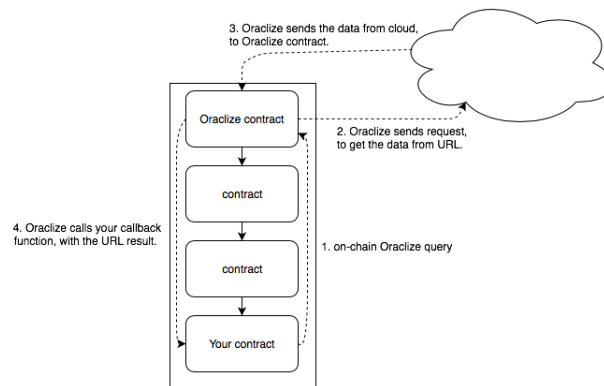 3. Oraclize sends the data from cloud,
to Oraclize contract.
Oraclize contract
2. Oraclize sends request,
to get the data from URL.
contract
4. Oraclize calls your callback
function, with the URL result.
1. on-chain Oraclize query
contract
Your contract